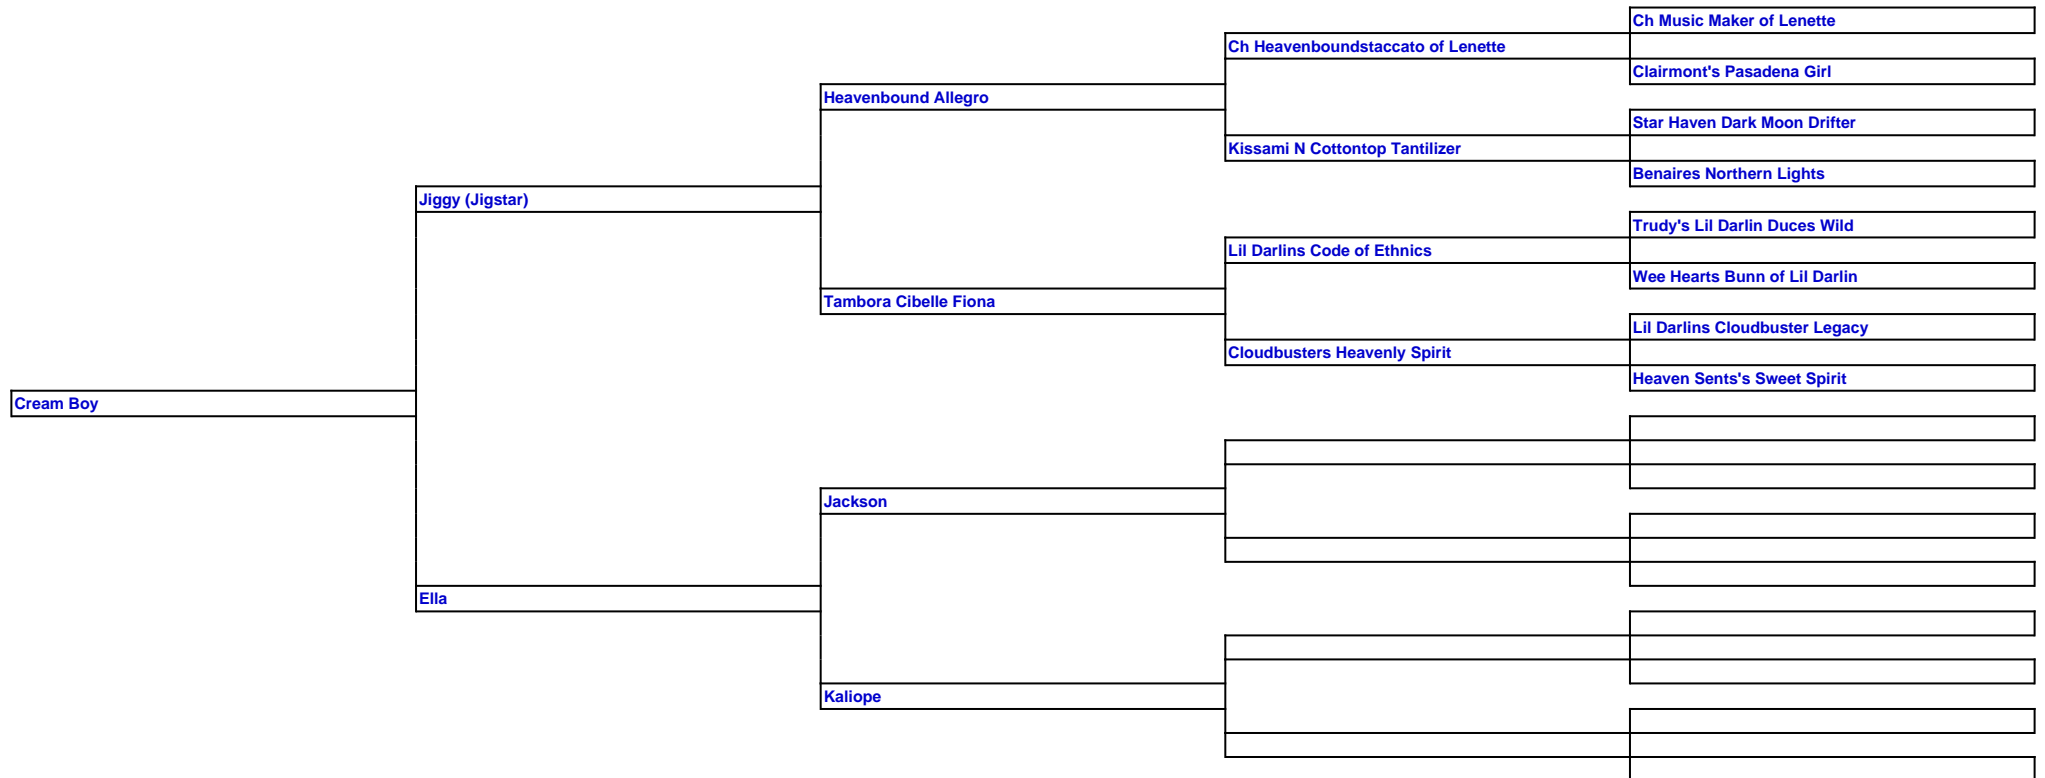 Ch Music Maker of Lenette
Ch Heavenboundstaccato of Lenette
Clairmont's Pasadena Girl
Heavenbound Allegro
Star Haven Dark Moon Drifter
Kissami N Cottontop Tantilizer
Benaires Northern Lights
Jiggy (Jigstar)
Trudy's Lil Darlin Duces Wild
Lil Darlins Code of Ethnics
Wee Hearts Bunn of Lil Darlin
Tambora Cibelle Fiona
Lil Darlins Cloudbuster Legacy
Cloudbusters Heavenly Spirit
Heaven Sents's Sweet Spirit
Cream Boy
Jackson
Ella
Kaliope